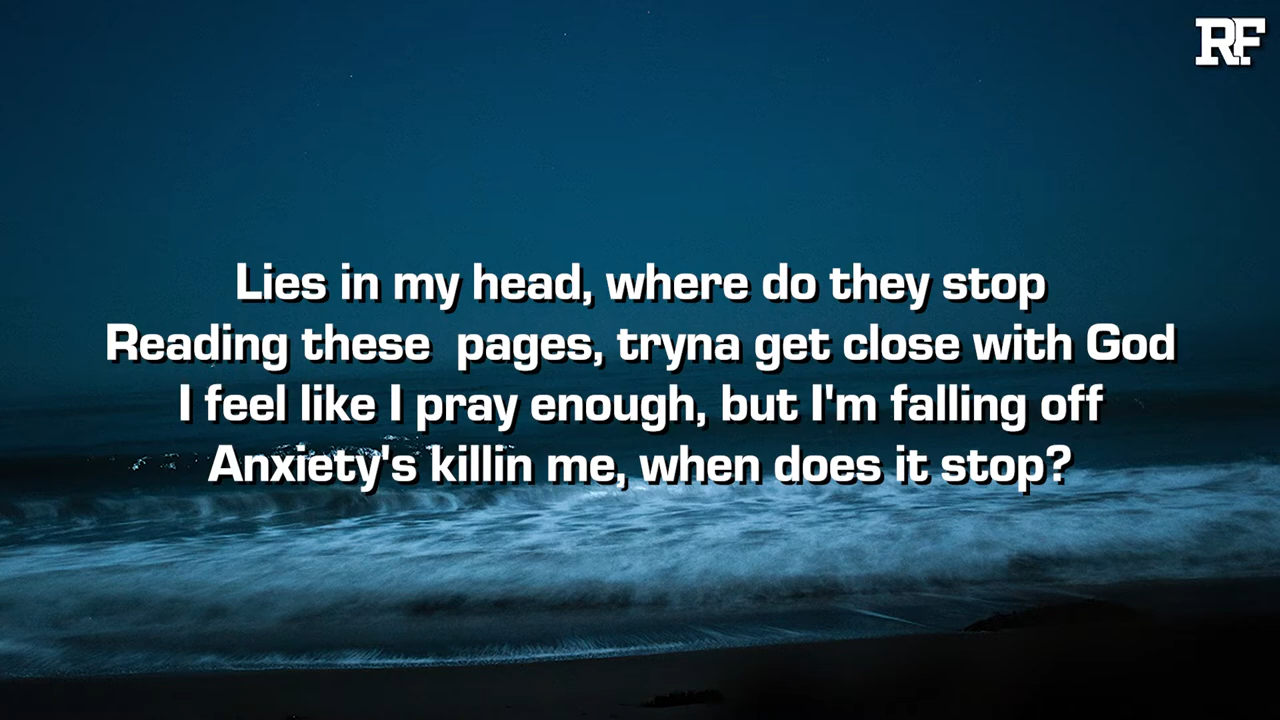 RF
Lies in my head, where do they stop
Reading these  pages, tryna get close with God
I feel like I pray enough, but I'm falling off
Anxiety's killin me, when does it stop?